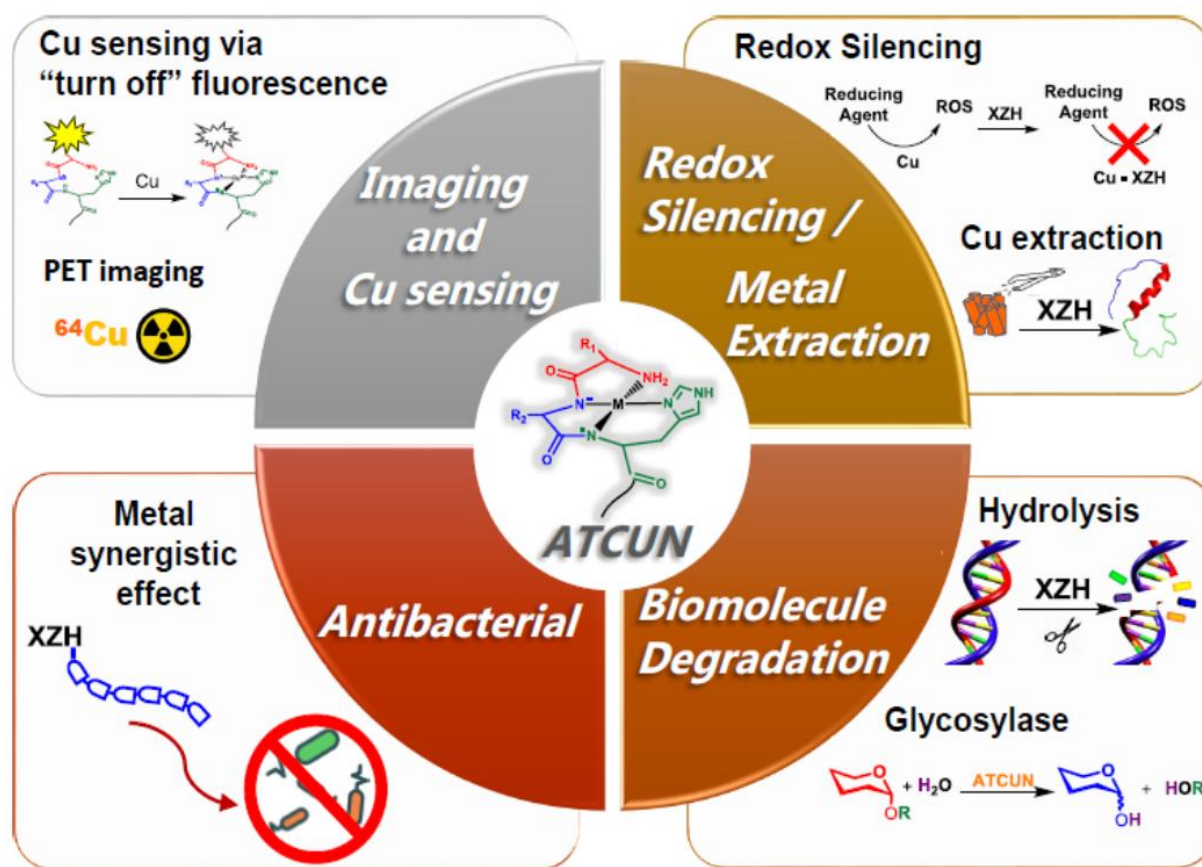 Cu sensing via
“turn off” fluorescence
Cu
PET imaging
64Cu
Imaging
and
Cu sensing
Redox Silencing
Reducing
Agent
ROS
Cu
XZH
Reducing
Agent
ROS
Cu - XZH
Cu extraction
XZH
Redox
Silencing /
Metal
Extraction
R1
O
NH2
N
M
N
NH
R2
N
O
O
ATCUN
Metal
synergistic
effect
XZH
Antibacterial
Biomolecule
Degradation
Hydrolysis
XZH
Glycosylase
O
OR
+ H2O
ATCUN
O
OH
+ HOR